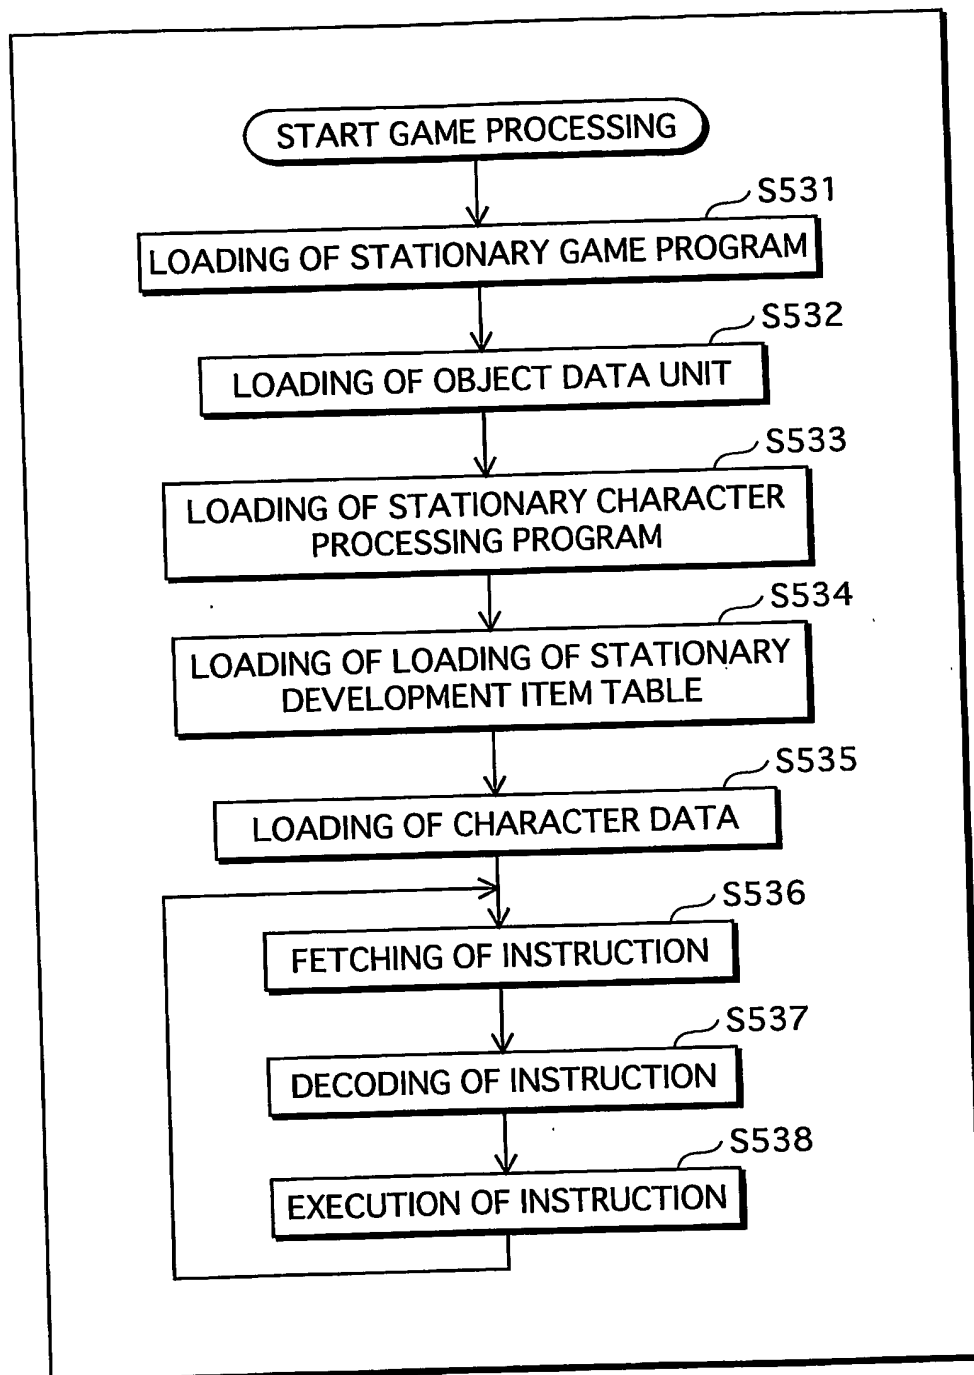 START GAME PROCESSING
S531
LOADING OF STATIONARY GAME PROGRAM
S532
LOADING OF OBJECT DATA UNIT
S533
LOADING OF STATIONARY CHARACTER
PROCESSING PROGRAM
S534
LOADING OF LOADING OF STATIONARY
DEVELOPMENT ITEM TABLE
S535
LOADING OF CHARACTER DATA
S536
FETCHING OF INSTRUCTION
S537
DECODING OF INSTRUCTION
S538
EXECUTION OF INSTRUCTION